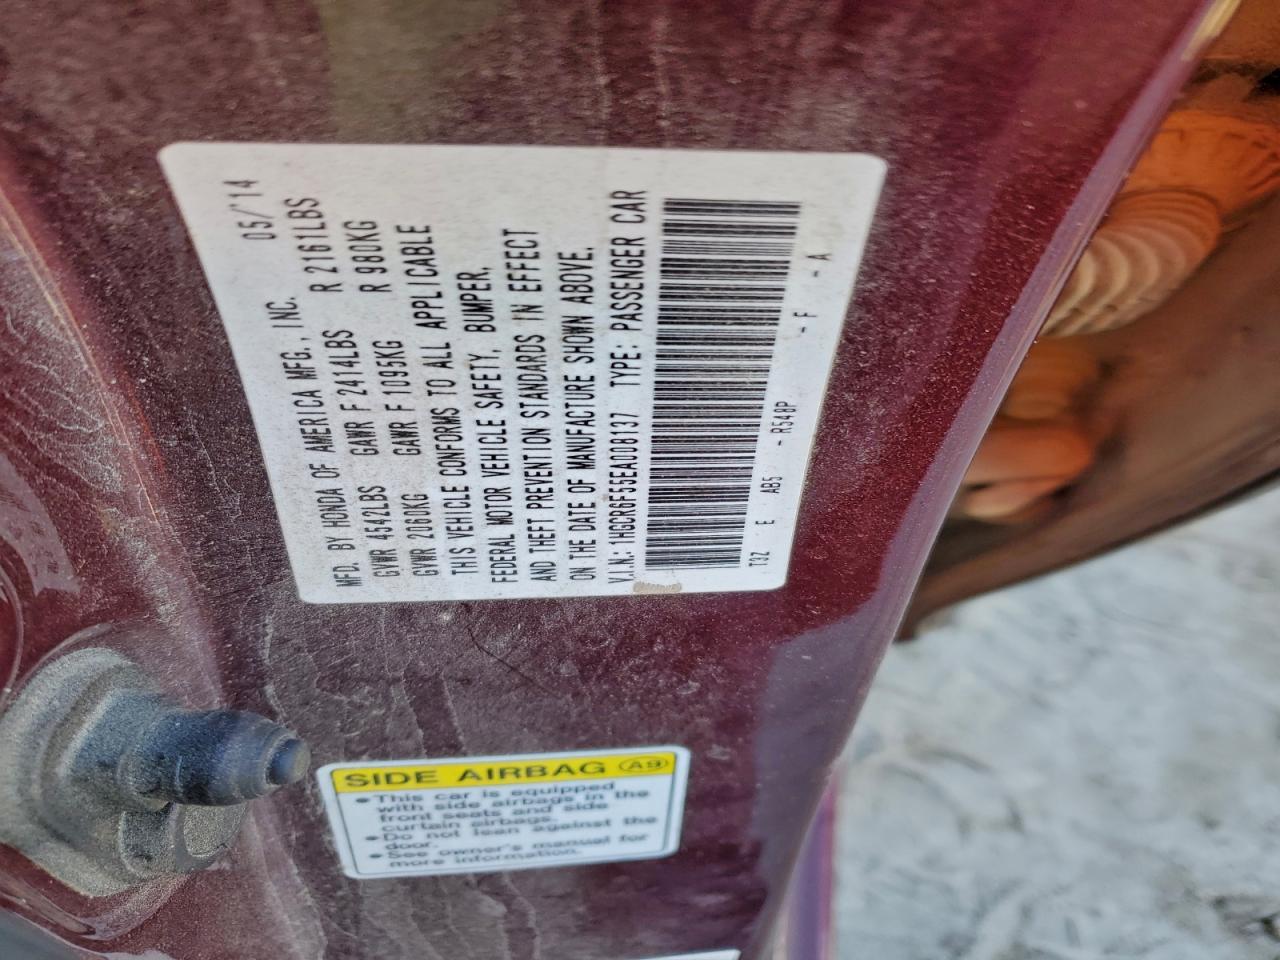 MFD. BY HONDA OF AMERICA MFG., INC. 05/'14
GVWR 4542LBS GAWR F 2414LBS R 2161LBS
GVWR 2060KG GAWR F 1095KG R 980KG
THIS VEHICLE CONFORMS TO ALL APPLICABLE
FEDERAL MOTOR VEHICLE SAFETY, BUMPER,
AND THEFT PREVENTION STANDARDS IN EFFECT
ON THE DATE OF MANUFACTURE SHOWN ABOVE.
V.I.N.: 1HGCR6F55EA008137 TYPE: PASSENGER CAR
T3Z E AB5 - R548P - F - A
SIDE AIRBAG A9
•This car is equipped
with side airbags in the
front seats and side
curtain airbags.
•Do not lean against the
door.
•See owner's manual for
more information.